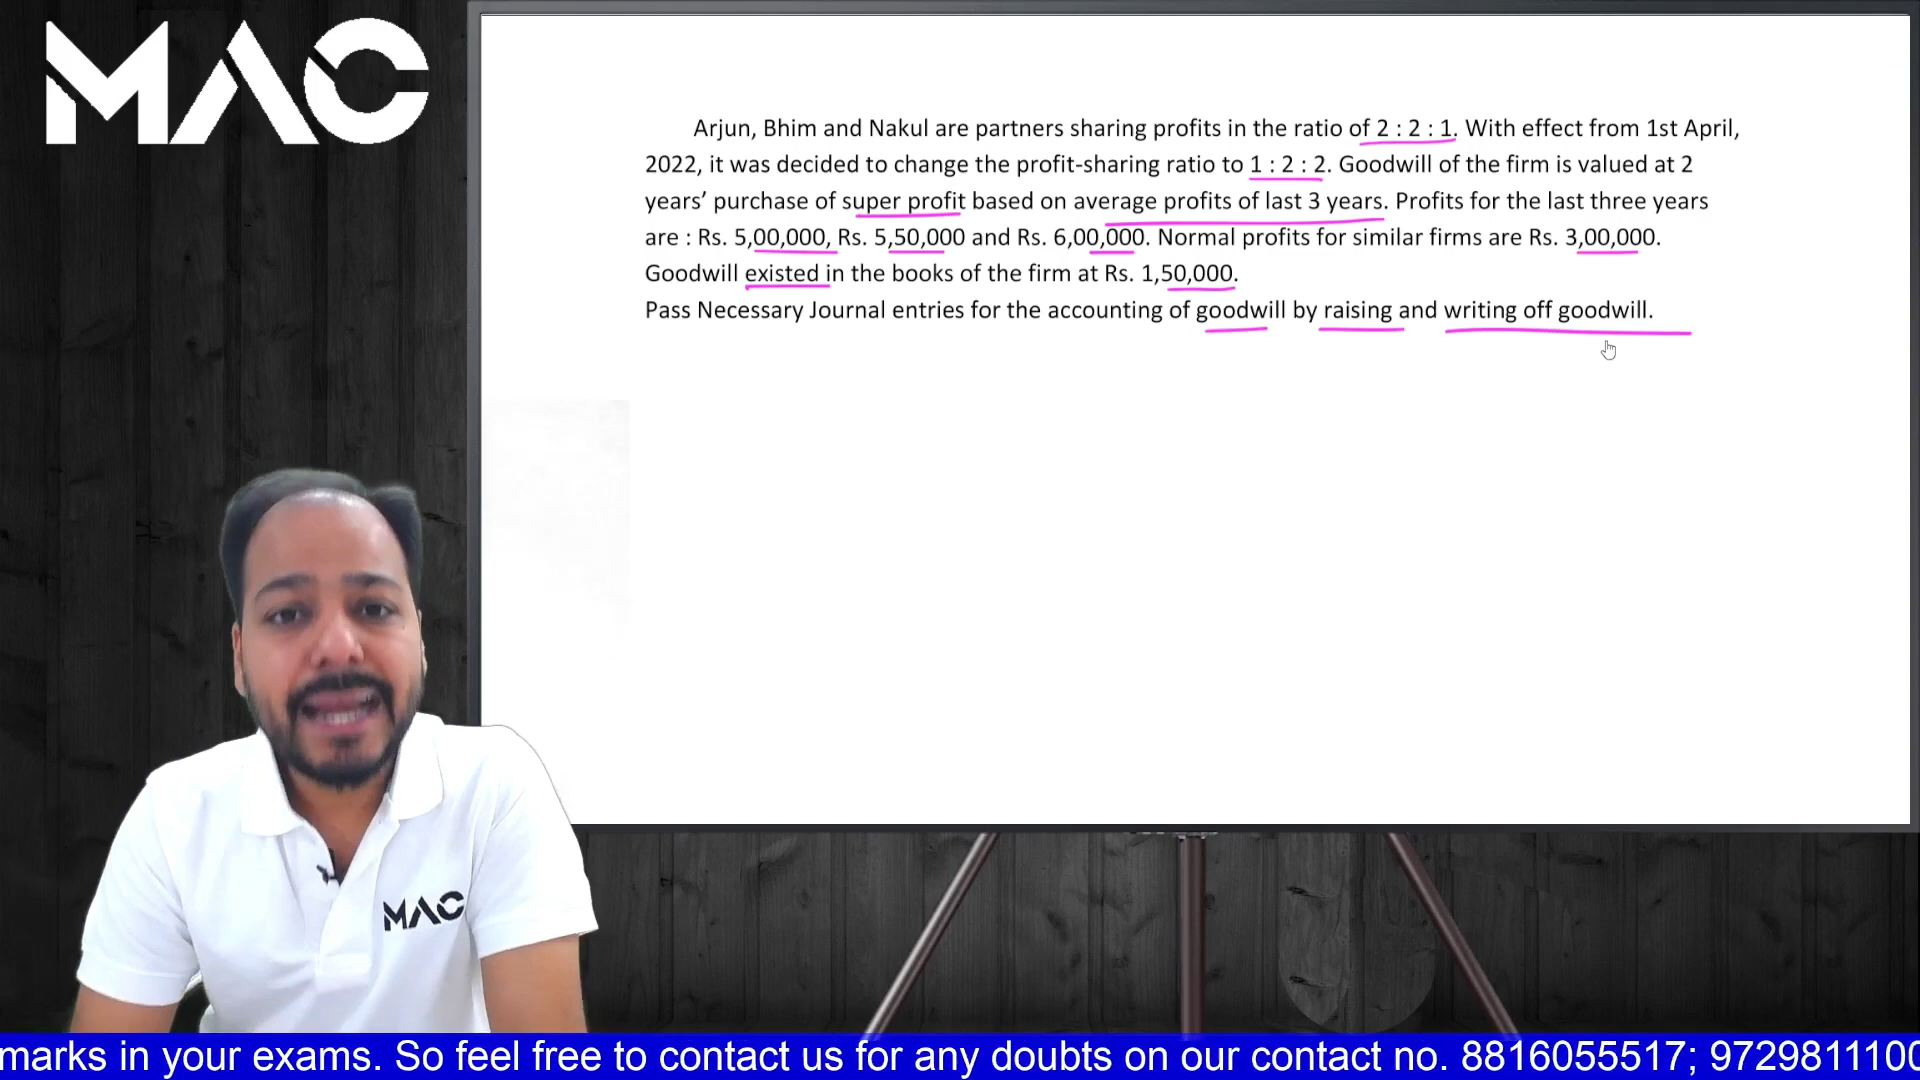 MAC
Arjun, Bhim and Nakul are partners sharing profits in the ratio of 2 : 2 : 1. With effect from 1st April,
2022, it was decided to change the profit-sharing ratio to 1 : 2 : 2. Goodwill of the firm is valued at 2
years’ purchase of super profit based on average profits of last 3 years. Profits for the last three years
are : Rs. 5,00,000, Rs. 5,50,000 and Rs. 6,00,000. Normal profits for similar firms are Rs. 3,00,000.
Goodwill existed in the books of the firm at Rs. 1,50,000.
Pass Necessary Journal entries for the accounting of goodwill by raising and writing off goodwill.
MAC
marks in your exams. So feel free to contact us for any doubts on our contact no. 8816055517; 9729811100